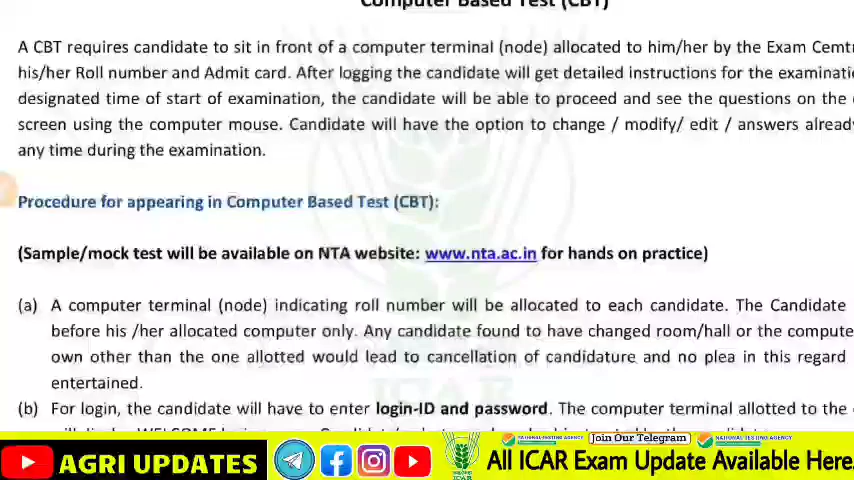 Computer Based Test (CBT)
A CBT requires candidate to sit in front of a computer terminal (node) allocated to him/her by the Exam
his/her Roll number and Admit card. After logging the candidate will get detailed instructions for the
designated time of start of examination, the candidate will be able to proceed and see the questions on the
screen using the computer mouse. Candidate will have the option to change / modify/ edit / answers
any time during the examination.
Procedure for appearing in Computer Based Test (CBT):
(Sample/mock test will be available on NTA website: www.nta.ac.in for hands on practice)
(a) A computer terminal (node) indicating roll number will be allocated to each candidate. The Candidate
before his /her allocated computer only. Any candidate found to have changed room/hall or the
own other than the one allotted would lead to cancellation of candidature and no plea in this regard
entertained.
(b) For login, the candidate will have to enter login-ID and password. The computer terminal allotted to the
ICAR
NATIONAL TESTING AGENCY
Join Our Telegram
NATIONAL TESTING AGENCY
AGRI UPDATES
ICAR
All ICAR Exam Update Available Here